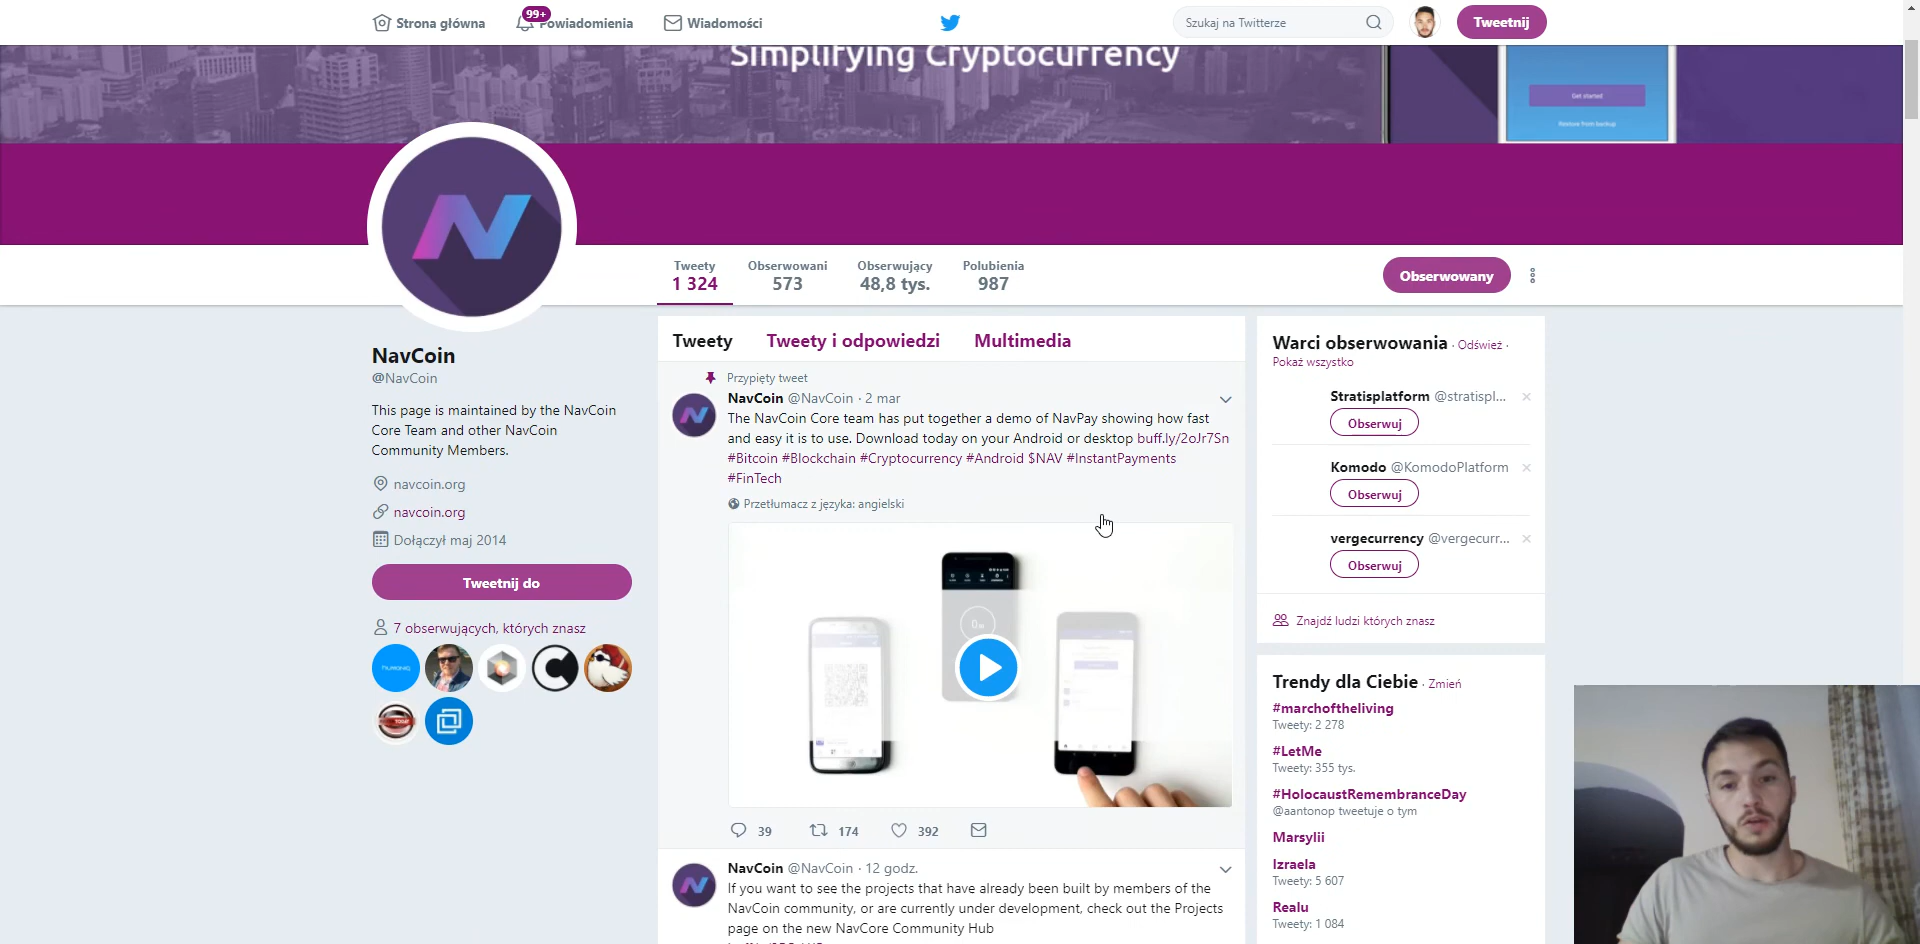 Strona główna
99+
Powiadomienia
Wiadomości
Szukaj na Twitterze
Tweetnij
Simplifying Cryptocurrency
Get started
Restore from backup
Tweety
1 324
Obserwowani
573
Obserwujący
48,8 tys.
Polubienia
987
Obserwowany
NavCoin
@NavCoin
This page is maintained by the NavCoin
Core Team and other NavCoin
Community Members.
navcoin.org
navcoin.org
Dołączył maj 2014
Tweetnij do
7 obserwujących, których znasz
Tweety
Tweety i odpowiedzi
Multimedia
Przypięty tweet
NavCoin @NavCoin · 2 mar
The NavCoin Core team has put together a demo of NavPay showing how fast
and easy it is to use. Download today on your Android or desktop buff.ly/2oJr7Sn
#Bitcoin #Blockchain #Cryptocurrency #Android $NAV #InstantPayments
#FinTech
Przetłumacz z języka: angielski
39
174
392
NavCoin @NavCoin · 12 godz.
If you want to see the projects that have already been built by members of the
NavCoin community, or are currently under development, check out the Projects
page on the new NavCore Community Hub
Warci obserwowania · Odśwież ·
Pokaż wszystko
Stratisplatform @stratispl...
Obserwuj
Komodo @KomodoPlatform
Obserwuj
vergecurrency @vergecurr...
Obserwuj
Znajdź ludzi których znasz
Trendy dla Ciebie · Zmień
#marchoftheliving
Tweety: 2 278
#LetMe
Tweety: 355 tys.
#HolocaustRemembranceDay
@aantonop tweetuje o tym
Marsylii
Izraela
Tweety: 5 607
Realu
Tweety: 1 084